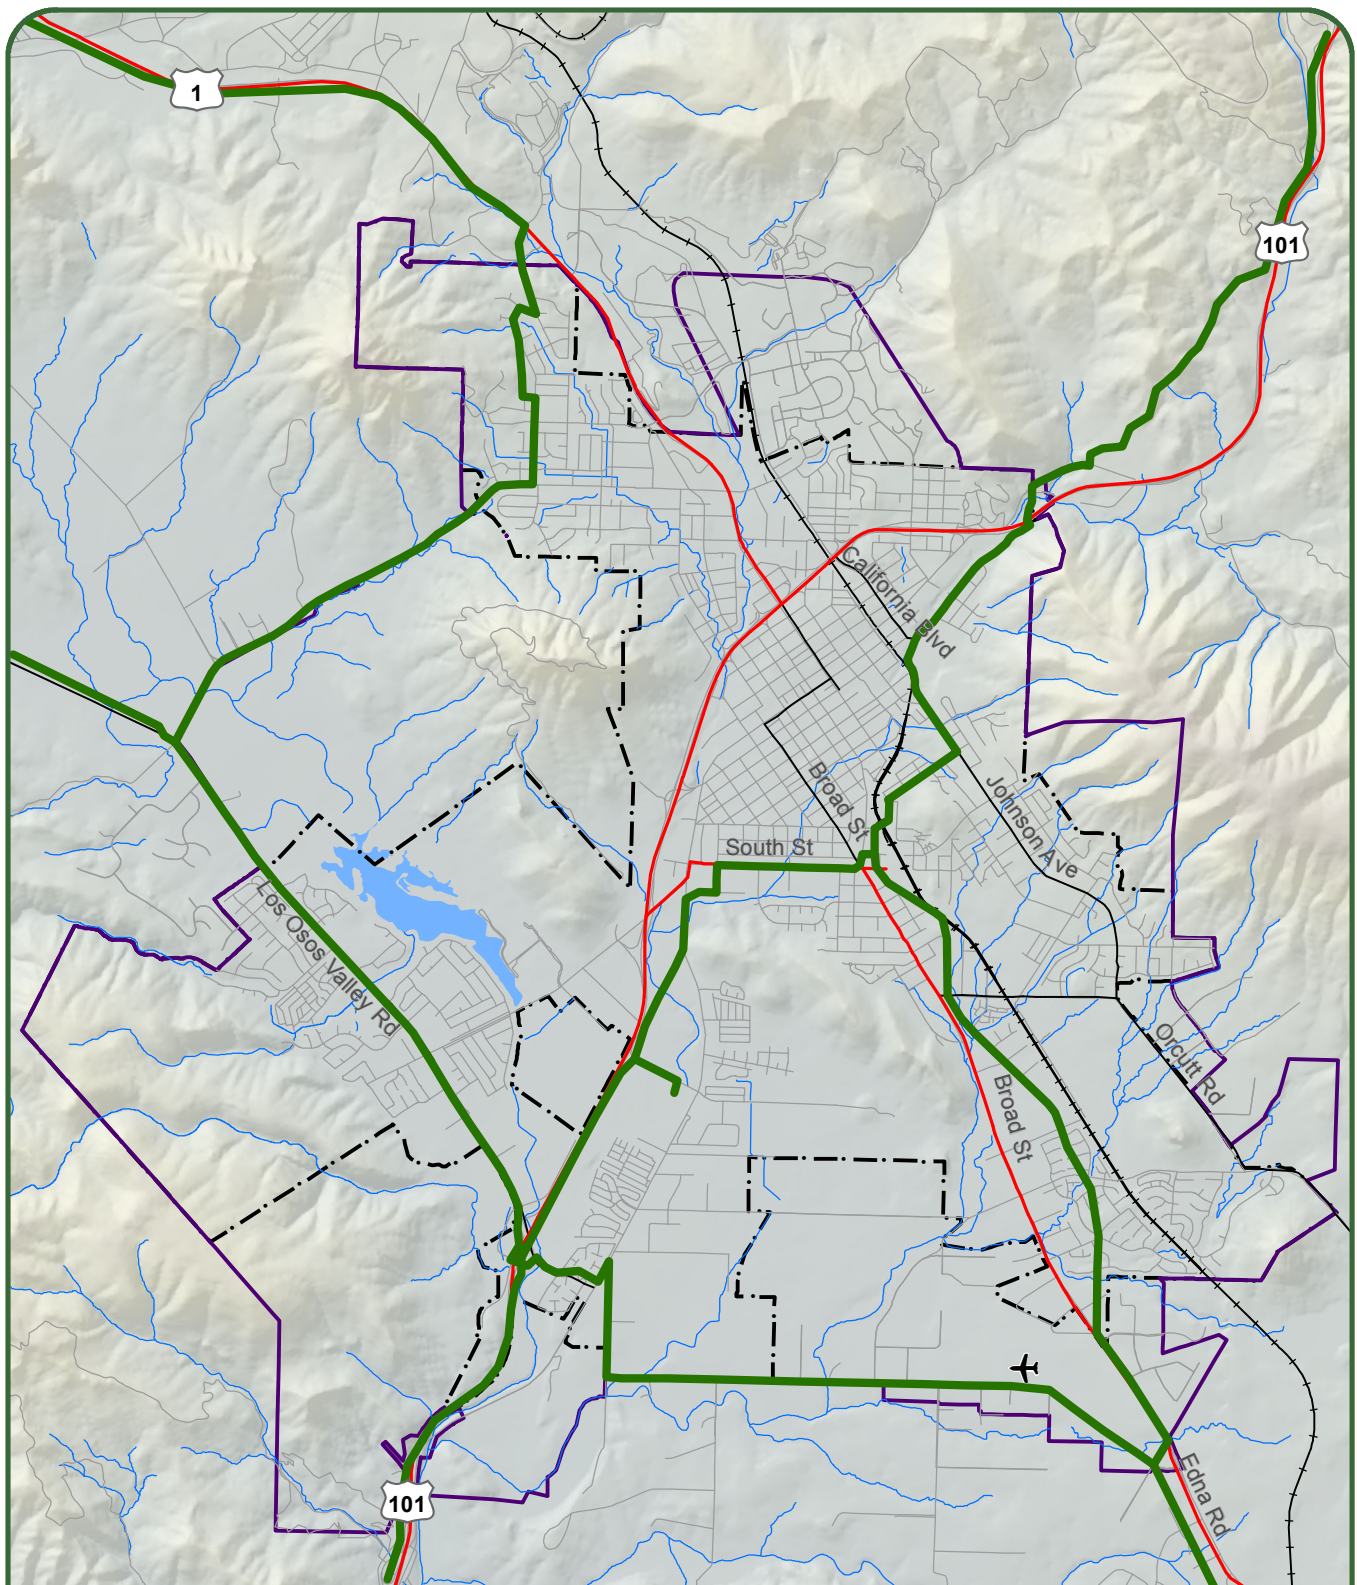 1
101
California Blvd
Broad St
Johnson Ave
South St
Los Osos Valley Rd
Orcutt Rd
Broad St
Edna Rd
101